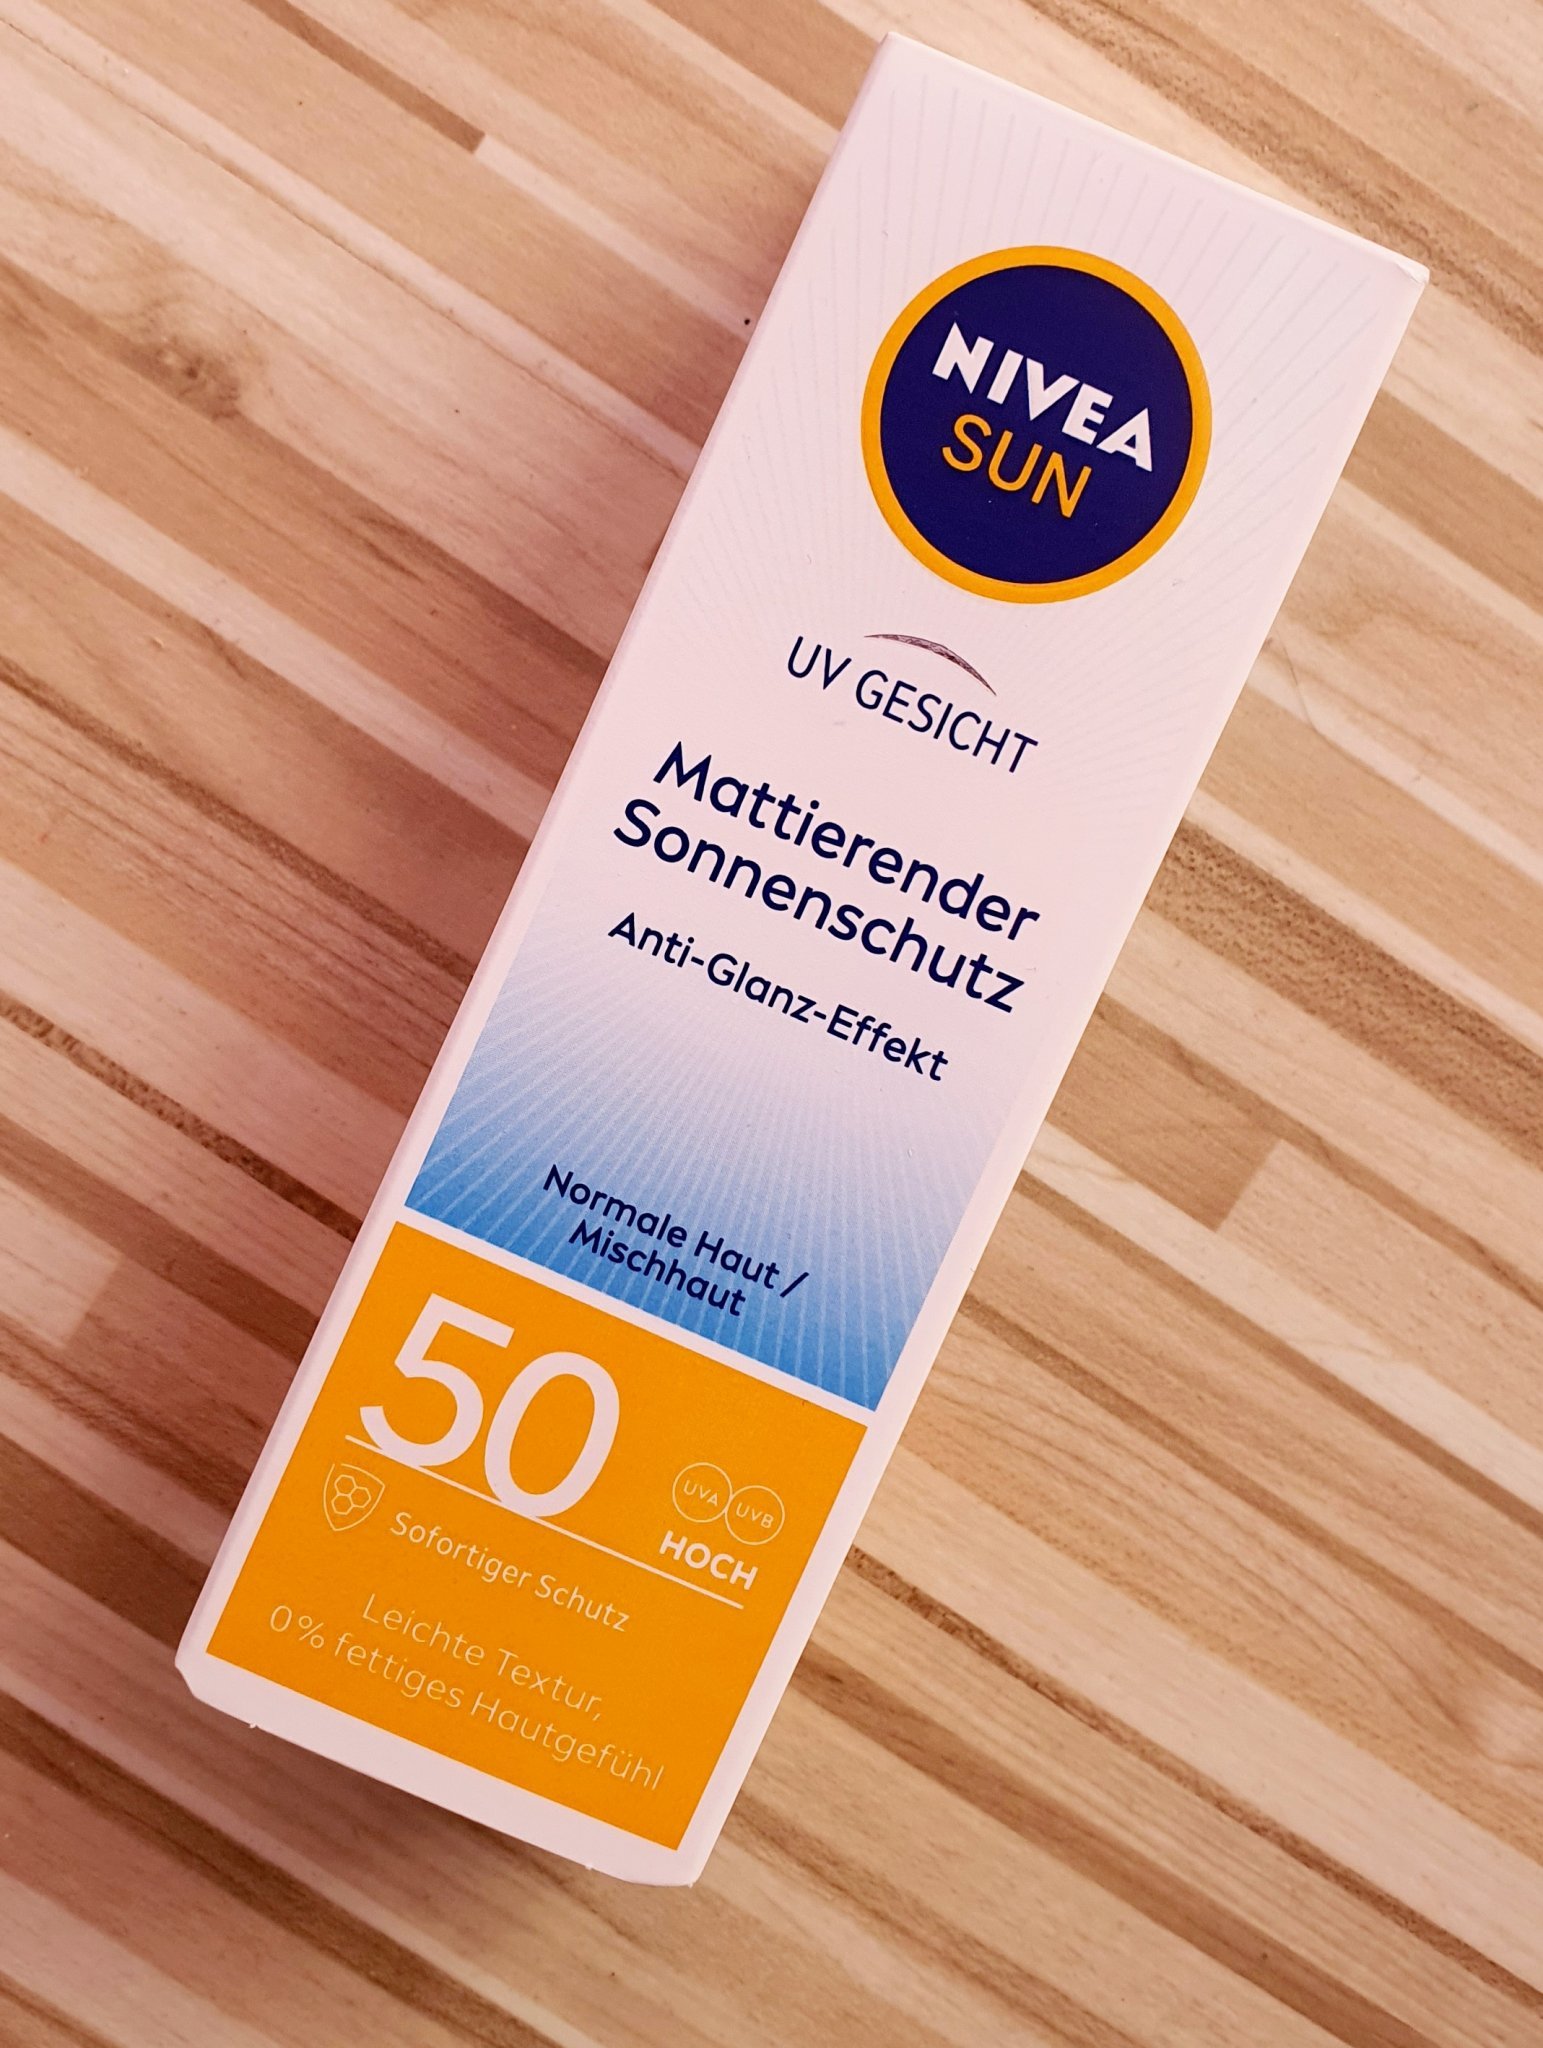 NIVEA
SUN
UV GESICHT
Mattierender
Sonnenschutz
Anti-Glanz-Effekt
Normale Haut /
Mischhaut
50
UVA UVB
HOCH
Sofortiger Schutz
Leichte Textur,
0% fettiges Hautgefühl